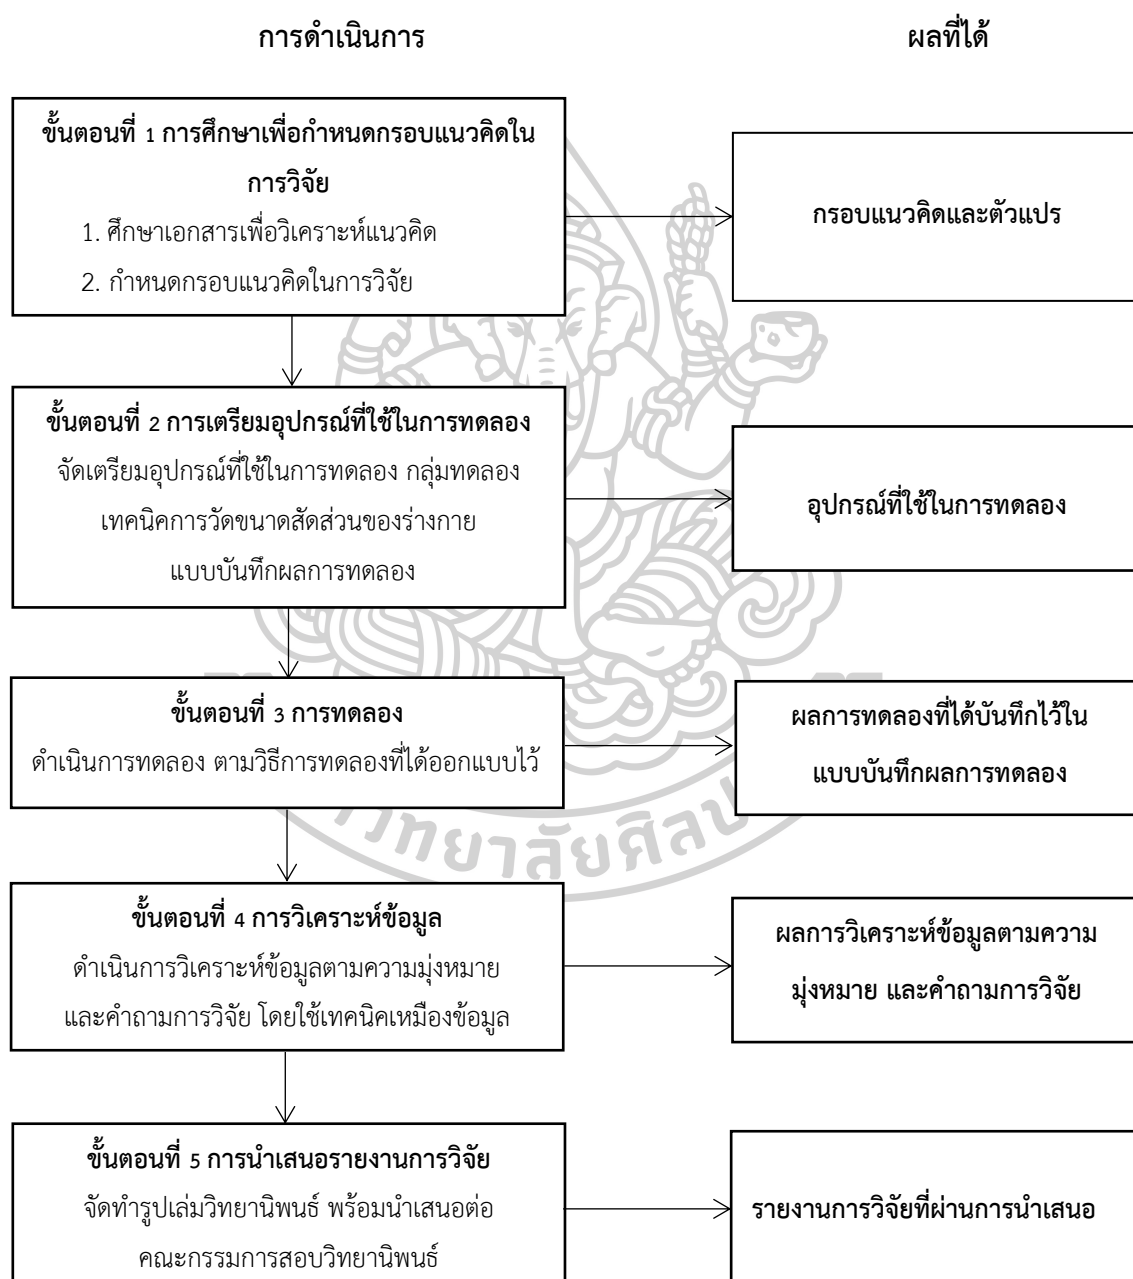 การดำเนินการ
ผลที่ได้
ขั้นตอนที่ 1 การศึกษาเพื่อกำหนดกรอบแนวคิดใน
การวิจัย
1. ศึกษาเอกสารเพื่อวิเคราะห์แนวคิด
2. กำหนดกรอบแนวคิดในการวิจัย
กรอบแนวคิดและตัวแปร
ขั้นตอนที่ 2 การเตรียมอุปกรณ์ที่ใช้ในการทดลอง
จัดเตรียมอุปกรณ์ที่ใช้ในการทดลอง กลุ่มทดลอง
เทคนิคการวัดขนาดสัดส่วนของร่างกาย
แบบบันทึกผลการทดลอง
อุปกรณ์ที่ใช้ในการทดลอง
ขั้นตอนที่ 3 การทดลอง
ดำเนินการทดลอง ตามวิธีการทดลองที่ได้ออกแบบไว้
ผลการทดลองที่ได้บันทึกไว้ใน
แบบบันทึกผลการทดลอง
ขั้นตอนที่ 4 การวิเคราะห์ข้อมูล
ดำเนินการวิเคราะห์ข้อมูลตามความมุ่งหมาย
และคำถามการวิจัย โดยใช้เทคนิคเหมืองข้อมูล
ผลการวิเคราะห์ข้อมูลตามความ
มุ่งหมาย และคำถามการวิจัย
ขั้นตอนที่ 5 การนำเสนอรายงานการวิจัย
จัดทำรูปเล่มวิทยานิพนธ์ พร้อมนำเสนอต่อ
คณะกรรมการสอบวิทยานิพนธ์
รายงานการวิจัยที่ผ่านการนำเสนอ